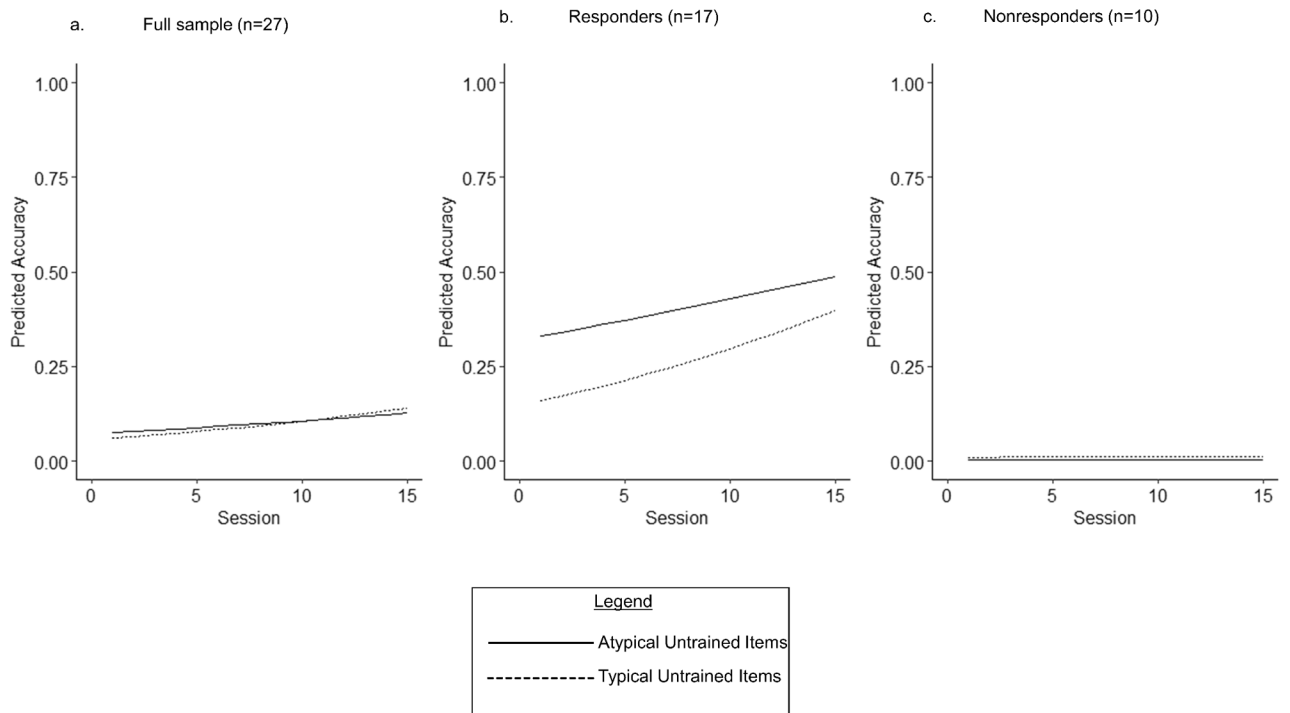 a. Full sample (n=27)
b. Responders (n=17)
c. Nonresponders (n=10)
1.00
0.75
0.50
0.25
0.00
Predicted Accuracy
0 5 10 15
Session
1.00
0.75
0.50
0.25
0.00
Predicted Accuracy
0 5 10 15
Session
1.00
0.75
0.50
0.25
0.00
Predicted Accuracy
0 5 10 15
Session
Legend
Atypical Untrained Items
Typical Untrained Items